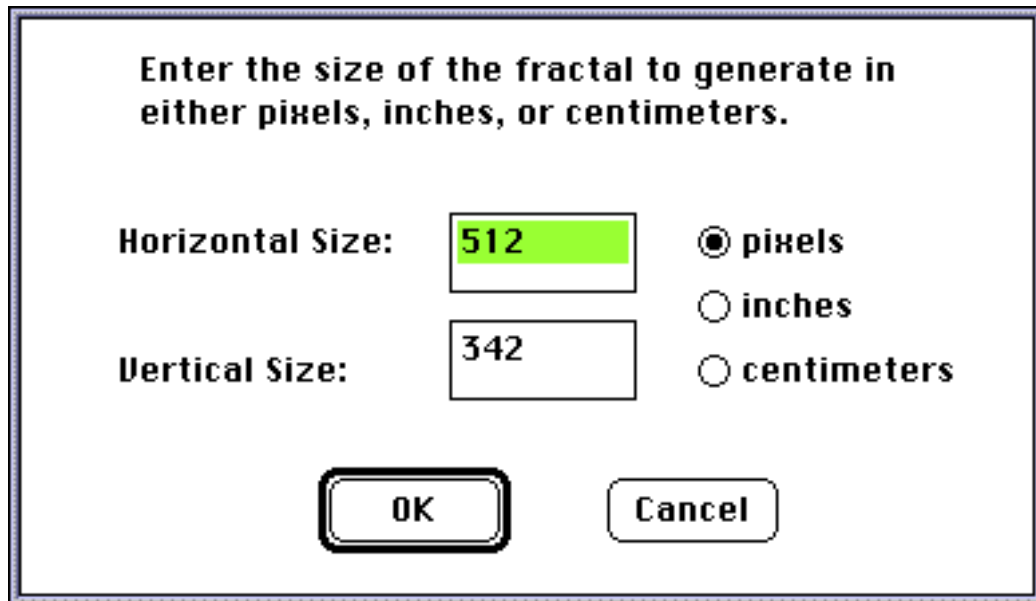 Enter the size of the fractal to generate in
either pixels, inches, or centimeters.
Horizontal Size: 512 pixels
inches
Vertical Size: 342 centimeters
OK Cancel